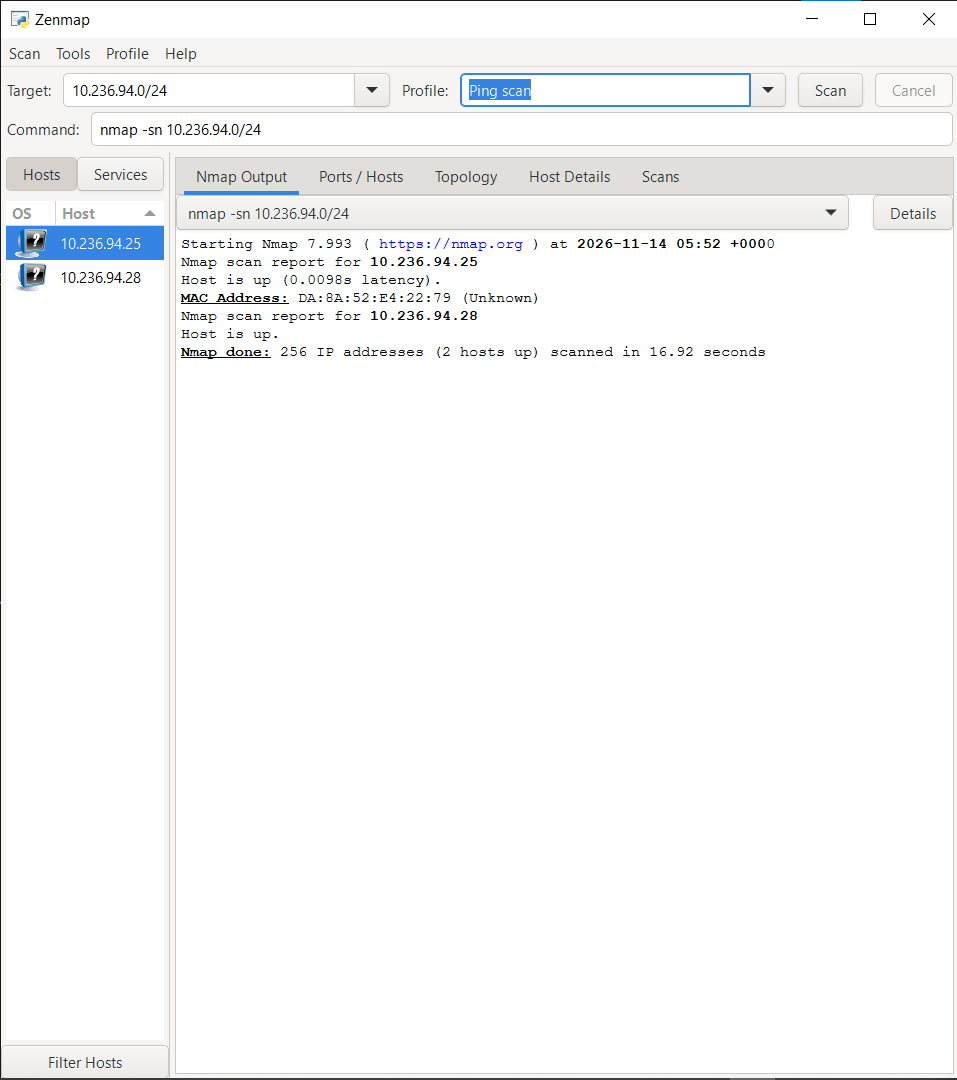 Zenmap
Scan Tools Profile Help
Target: 10.236.94.0/24 Profile: Ping scan Scan Cancel
Command: nmap -sn 10.236.94.0/24
Hosts Services
Nmap Output Ports / Hosts Topology Host Details Scans
OS Host
nmap -sn 10.236.94.0/24 Details
10.236.94.25
10.236.94.28
Starting Nmap 7.993 ( https://nmap.org ) at 2026-11-14 05:52 +0000
Nmap scan report for 10.236.94.25
Host is up (0.0098s latency).
MAC Address: DA:8A:52:E4:22:79 (Unknown)
Nmap scan report for 10.236.94.28
Host is up.
Nmap done: 256 IP addresses (2 hosts up) scanned in 16.92 seconds
Filter Hosts